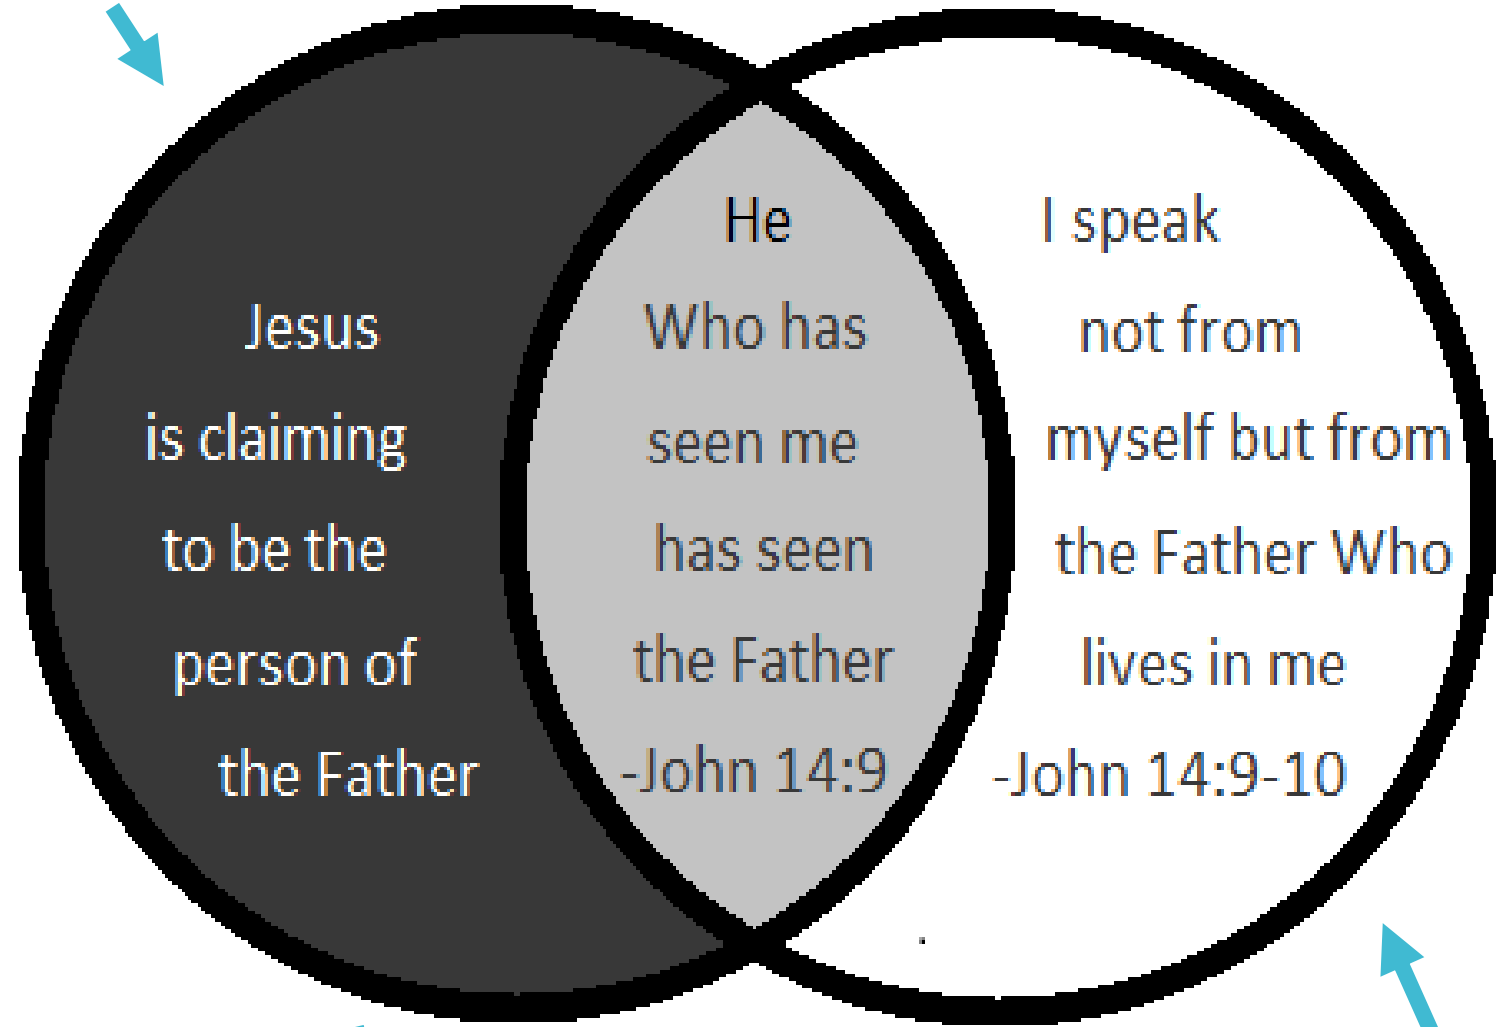 Jesus
is claiming
to be the
person of
the Father
He
Who has
seen me
has seen
the Father
-John 14:9
I speak
not from
myself but from
the Father Who
lives in me
-John 14:9-10